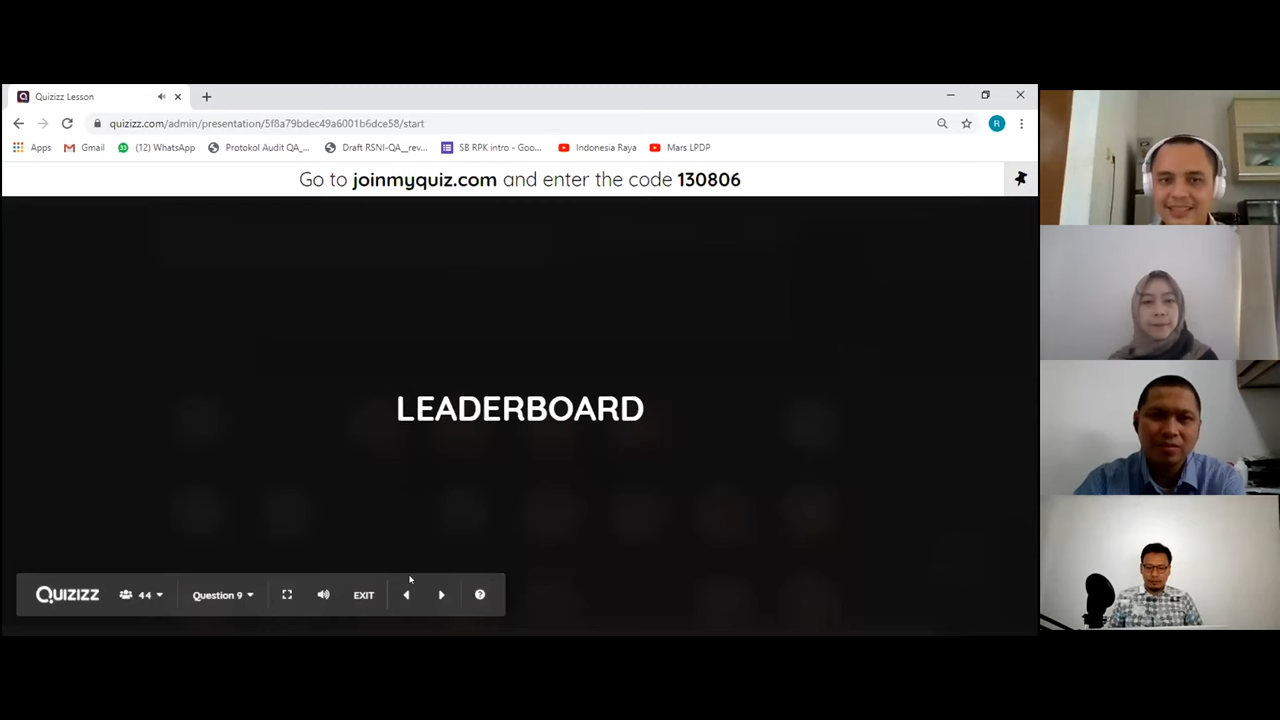 Quizizz Lesson
quizizz.com/admin/presentation/5f8a79bdec49a6001b6dce58/start
R
Apps Gmail (12) WhatsApp Protokol Audit QA_... Draft RSNI-QA__rev... SB RPK intro - Goo... Indonesia Raya Mars LPDP
Go to joinmyquiz.com and enter the code 130806
LEADERBOARD
QUIZIZZ 44 Question 9 EXIT